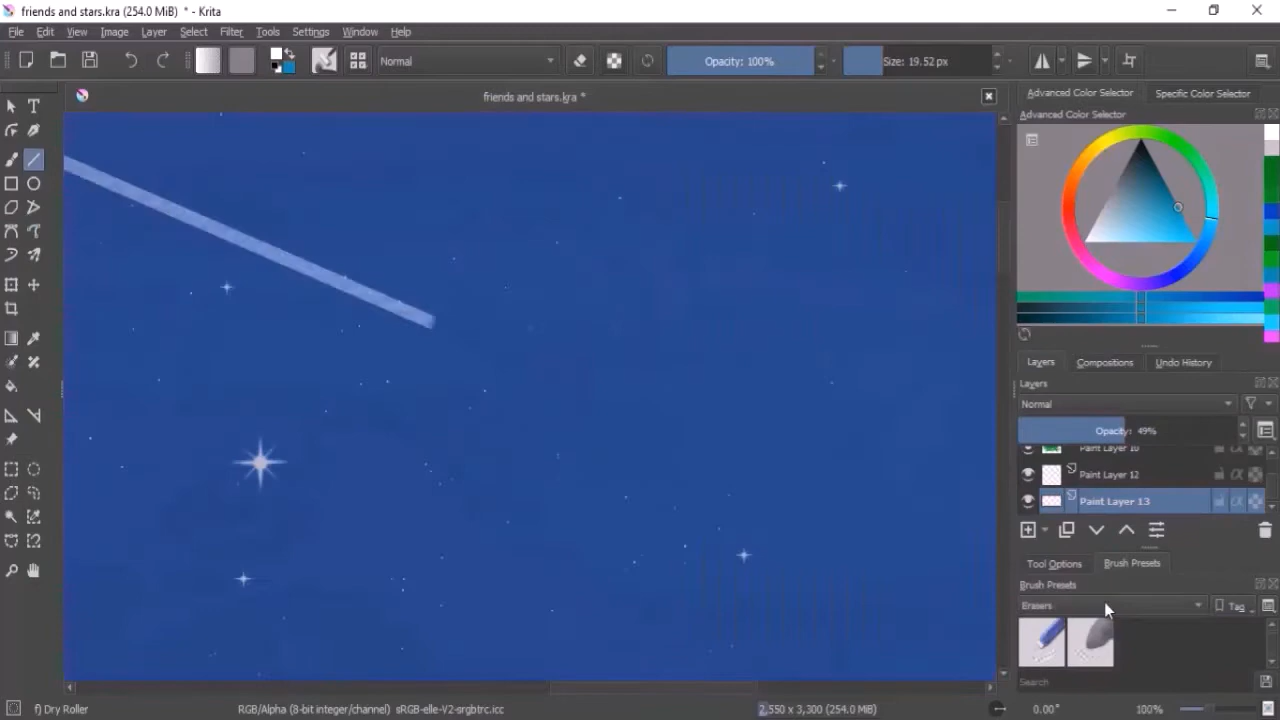 friends and stars.kra (254.0 MiB) * - Krita
File Edit View Image Layer Select Filter Tools Settings Window Help
Normal Opacity: 100% Size: 19.52 px
friends and stars.kra *
Advanced Color Selector Specific Color Selector
Advanced Color Selector
Layers Compositions Undo History
Layers
Normal
Opacity: 49%
Paint Layer 10
Paint Layer 12
Paint Layer 13
Tool Options Brush Presets
Brush Presets
Erasers Tag
Search
f) Dry Roller RGB/Alpha (8-bit integer/channel) sRGB-elle-V2-srgbtrc.icc 2,550 x 3,300 (254.0 MiB) 0.00° 100%